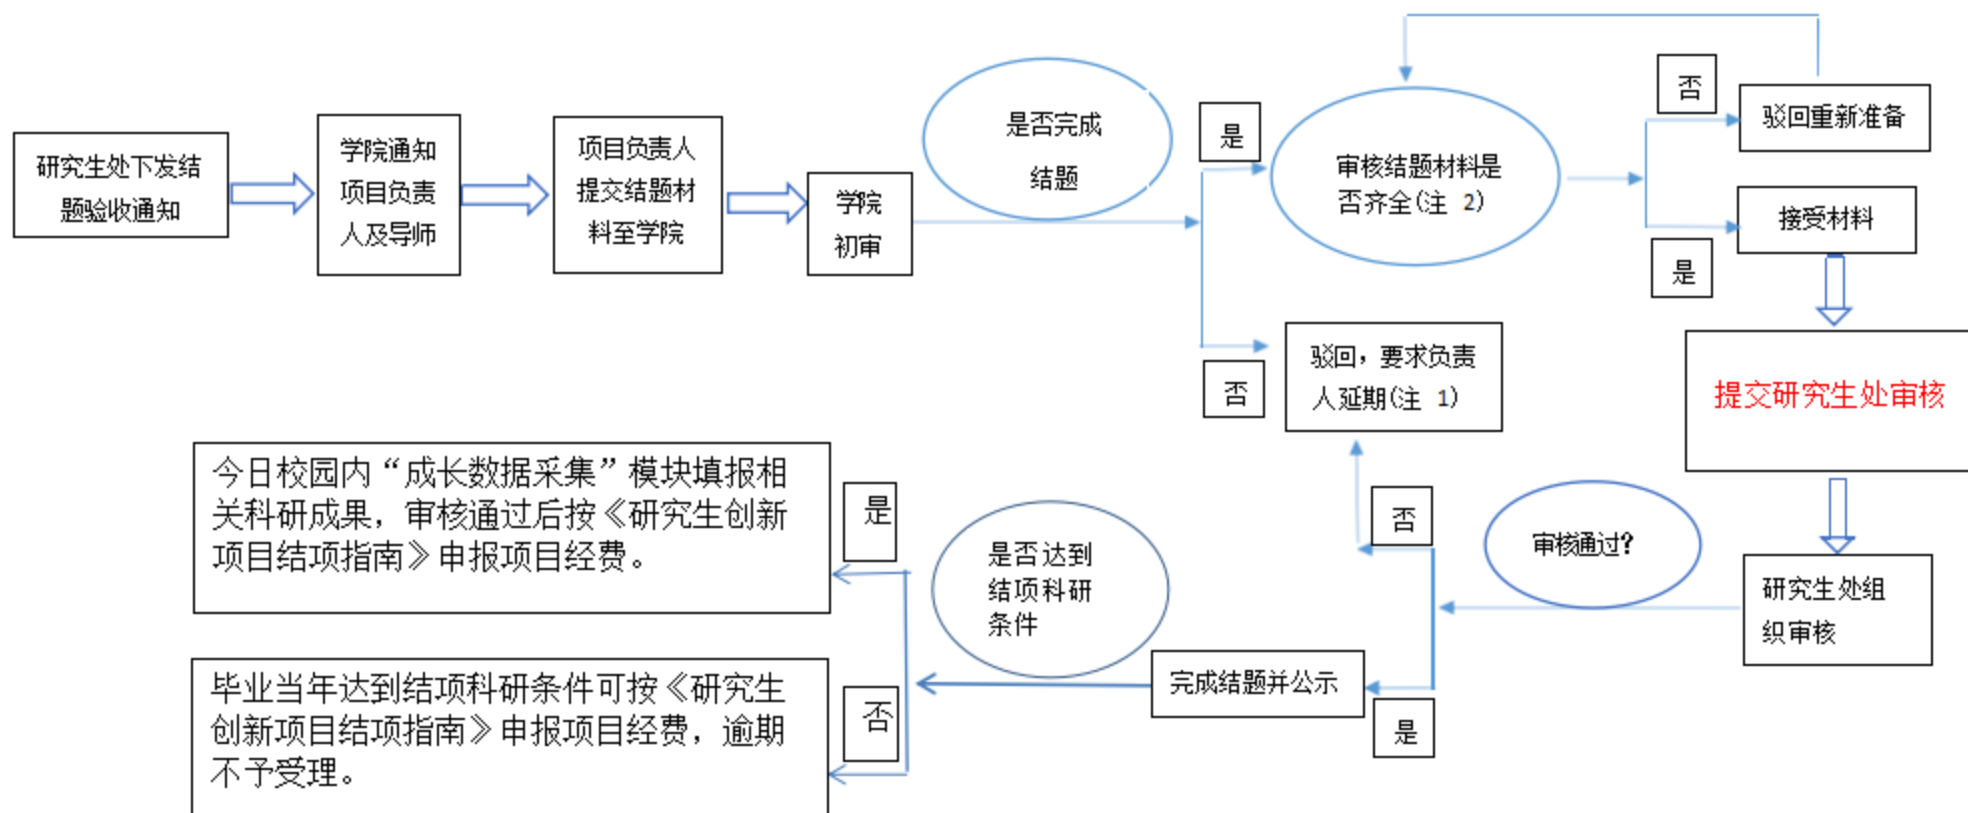 研究生处下发结
题验收通知
学院通知
项目负责
人及导师
项目负责人
提交结题材
料至学院
学院
初审
是否完成
结题
是
否
审核结题材料是
否齐全(注 2)
驳回，要求负责
人延期(注 1)
否
是
驳回重新准备
接受材料
提交研究生处审核
研究生处组
织审核
审核通过?
否
是
完成结题并公示
是否达到
结项科研
条件
是
否
今日校园内“成长数据采集”模块填报相
关科研成果，审核通过后按《研究生创新
项目结项指南》申报项目经费。
毕业当年达到结项科研条件可按《研究生
创新项目结项指南》申报项目经费，逾期
不予受理。